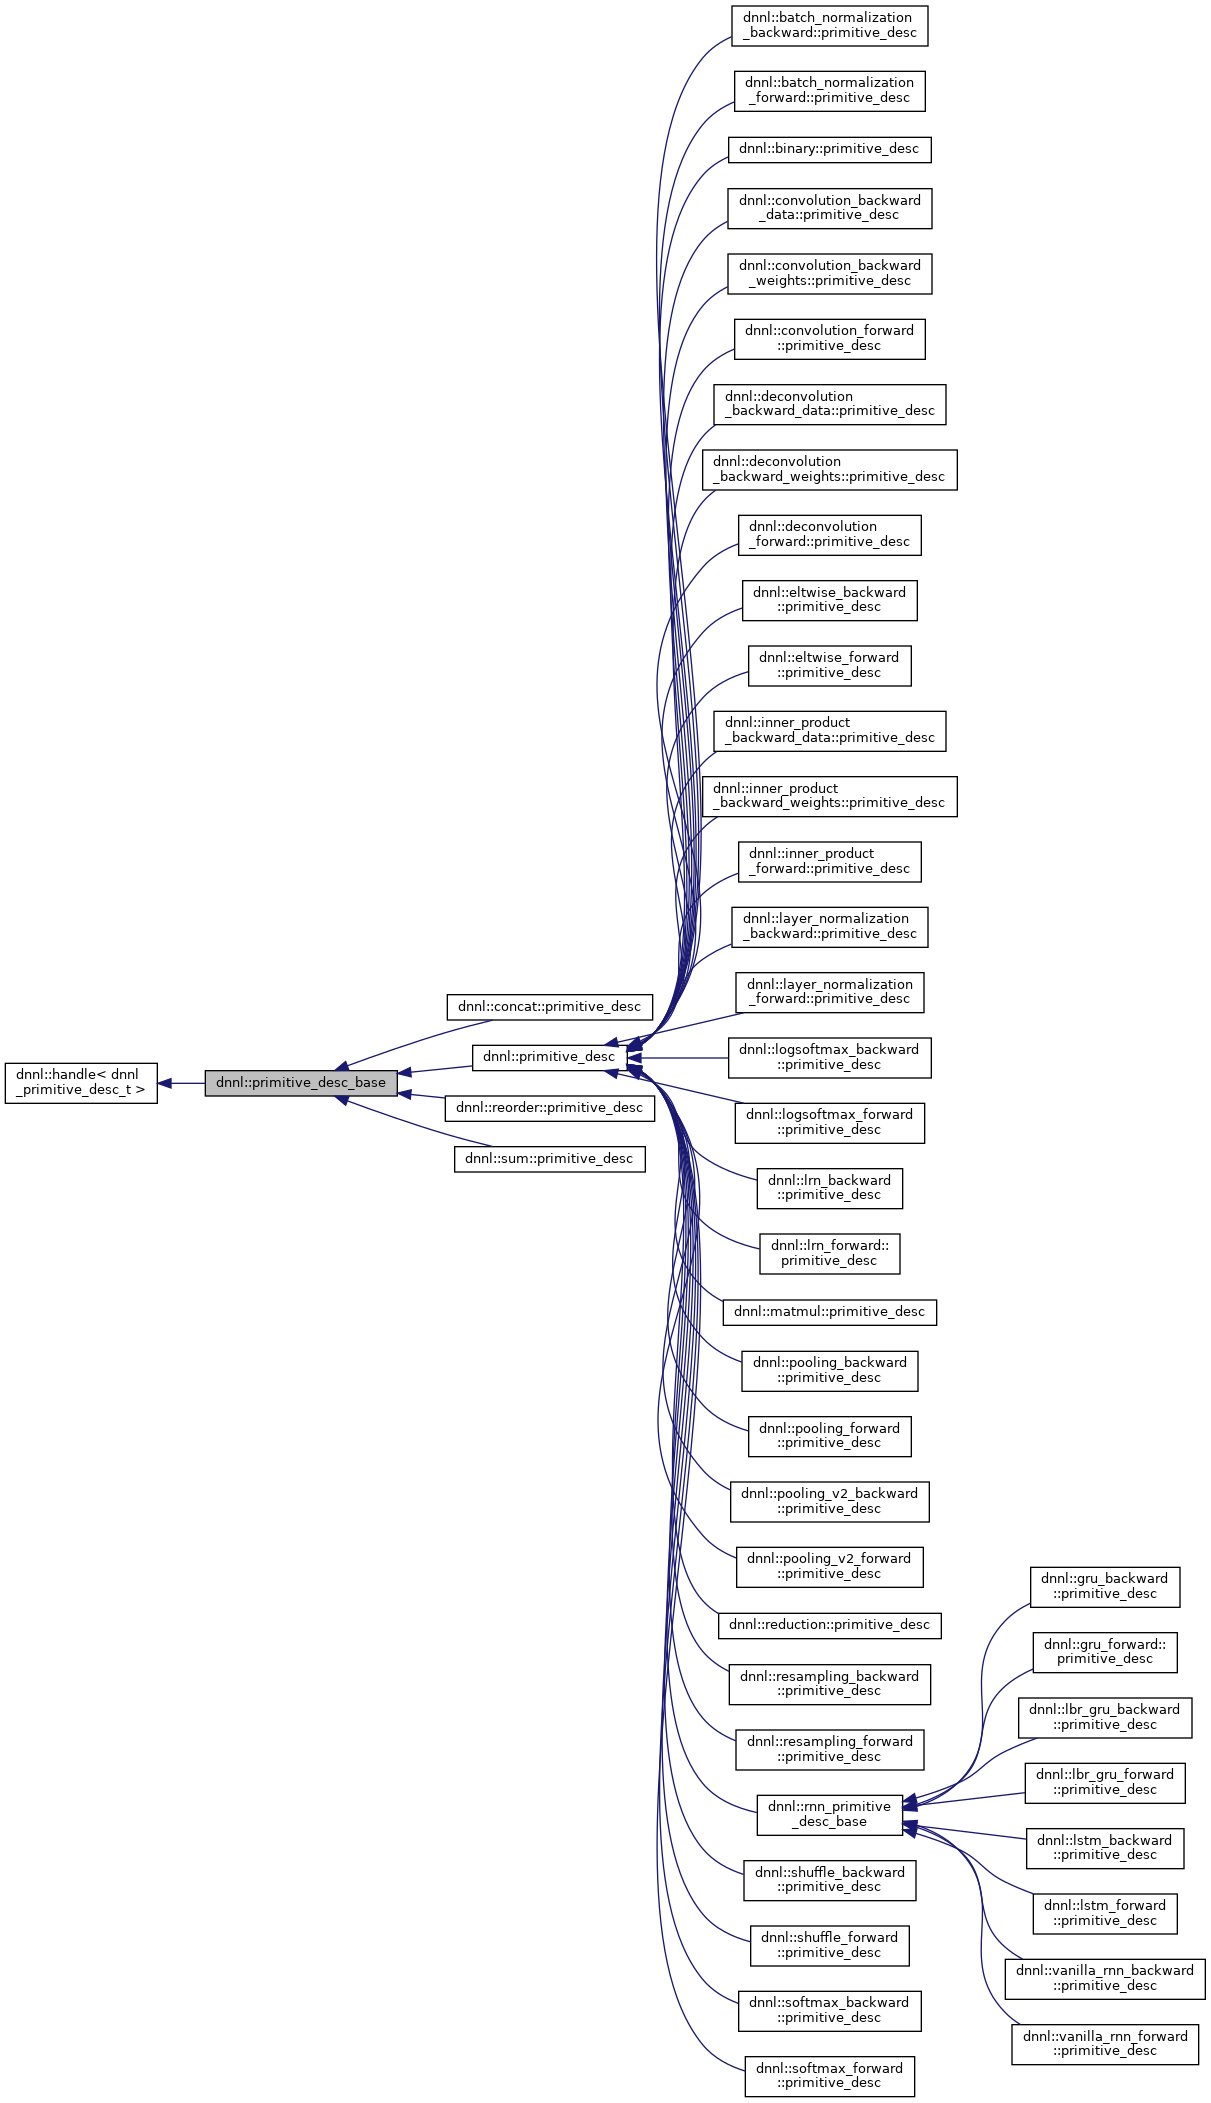 dnnl::handle< dnnl
_primitive_desc_t >
dnnl::primitive_desc_base
dnnl::concat::primitive_desc
dnnl::primitive_desc
dnnl::reorder::primitive_desc
dnnl::sum::primitive_desc
dnnl::batch_normalization
_backward::primitive_desc
dnnl::batch_normalization
_forward::primitive_desc
dnnl::binary::primitive_desc
dnnl::convolution_backward
_data::primitive_desc
dnnl::convolution_backward
_weights::primitive_desc
dnnl::convolution_forward
::primitive_desc
dnnl::deconvolution
_backward_data::primitive_desc
dnnl::deconvolution
_backward_weights::primitive_desc
dnnl::deconvolution
_forward::primitive_desc
dnnl::eltwise_backward
::primitive_desc
dnnl::eltwise_forward
::primitive_desc
dnnl::inner_product
_backward_data::primitive_desc
dnnl::inner_product
_backward_weights::primitive_desc
dnnl::inner_product
_forward::primitive_desc
dnnl::layer_normalization
_backward::primitive_desc
dnnl::layer_normalization
_forward::primitive_desc
dnnl::logsoftmax_backward
::primitive_desc
dnnl::logsoftmax_forward
::primitive_desc
dnnl::lrn_backward
::primitive_desc
dnnl::lrn_forward::
primitive_desc
dnnl::matmul::primitive_desc
dnnl::pooling_backward
::primitive_desc
dnnl::pooling_forward
::primitive_desc
dnnl::pooling_v2_backward
::primitive_desc
dnnl::pooling_v2_forward
::primitive_desc
dnnl::reduction::primitive_desc
dnnl::resampling_backward
::primitive_desc
dnnl::resampling_forward
::primitive_desc
dnnl::rnn_primitive
_desc_base
dnnl::shuffle_backward
::primitive_desc
dnnl::shuffle_forward
::primitive_desc
dnnl::softmax_backward
::primitive_desc
dnnl::softmax_forward
::primitive_desc
dnnl::gru_backward
::primitive_desc
dnnl::gru_forward::
primitive_desc
dnnl::lbr_gru_backward
::primitive_desc
dnnl::lbr_gru_forward
::primitive_desc
dnnl::lstm_backward
::primitive_desc
dnnl::lstm_forward
::primitive_desc
dnnl::vanilla_rnn_backward
::primitive_desc
dnnl::vanilla_rnn_forward
::primitive_desc